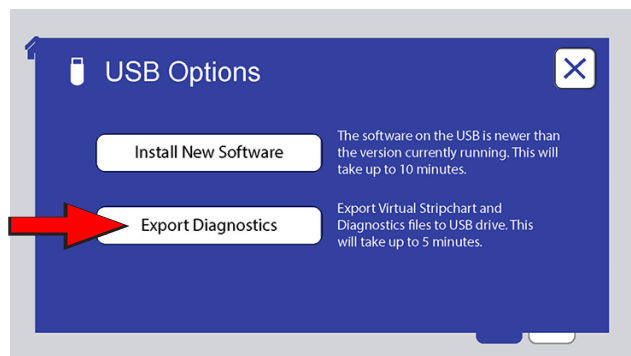 USB Options
Install New Software
The software on the USB is newer than
the version currently running. This will
take up to 10 minutes.
Export Diagnostics
Export Virtual Stripchart and
Diagnostics files to USB drive. This
will take up to 5 minutes.